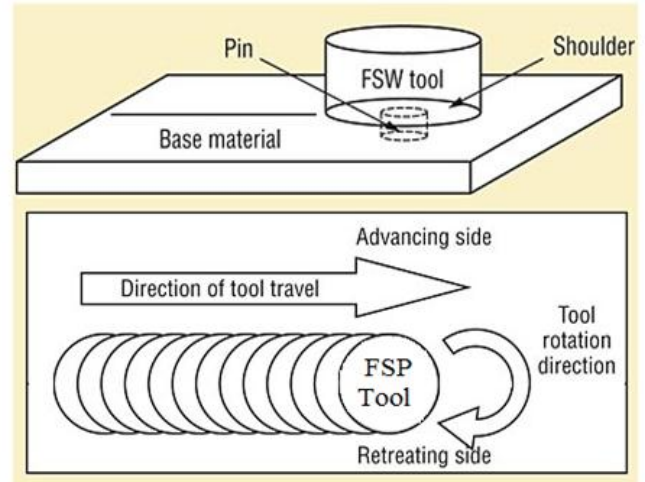 Pin
Shoulder
FSW tool
Base material
Advancing side
Direction of tool travel
Tool
rotation
direction
FSP
Tool
Retreating side